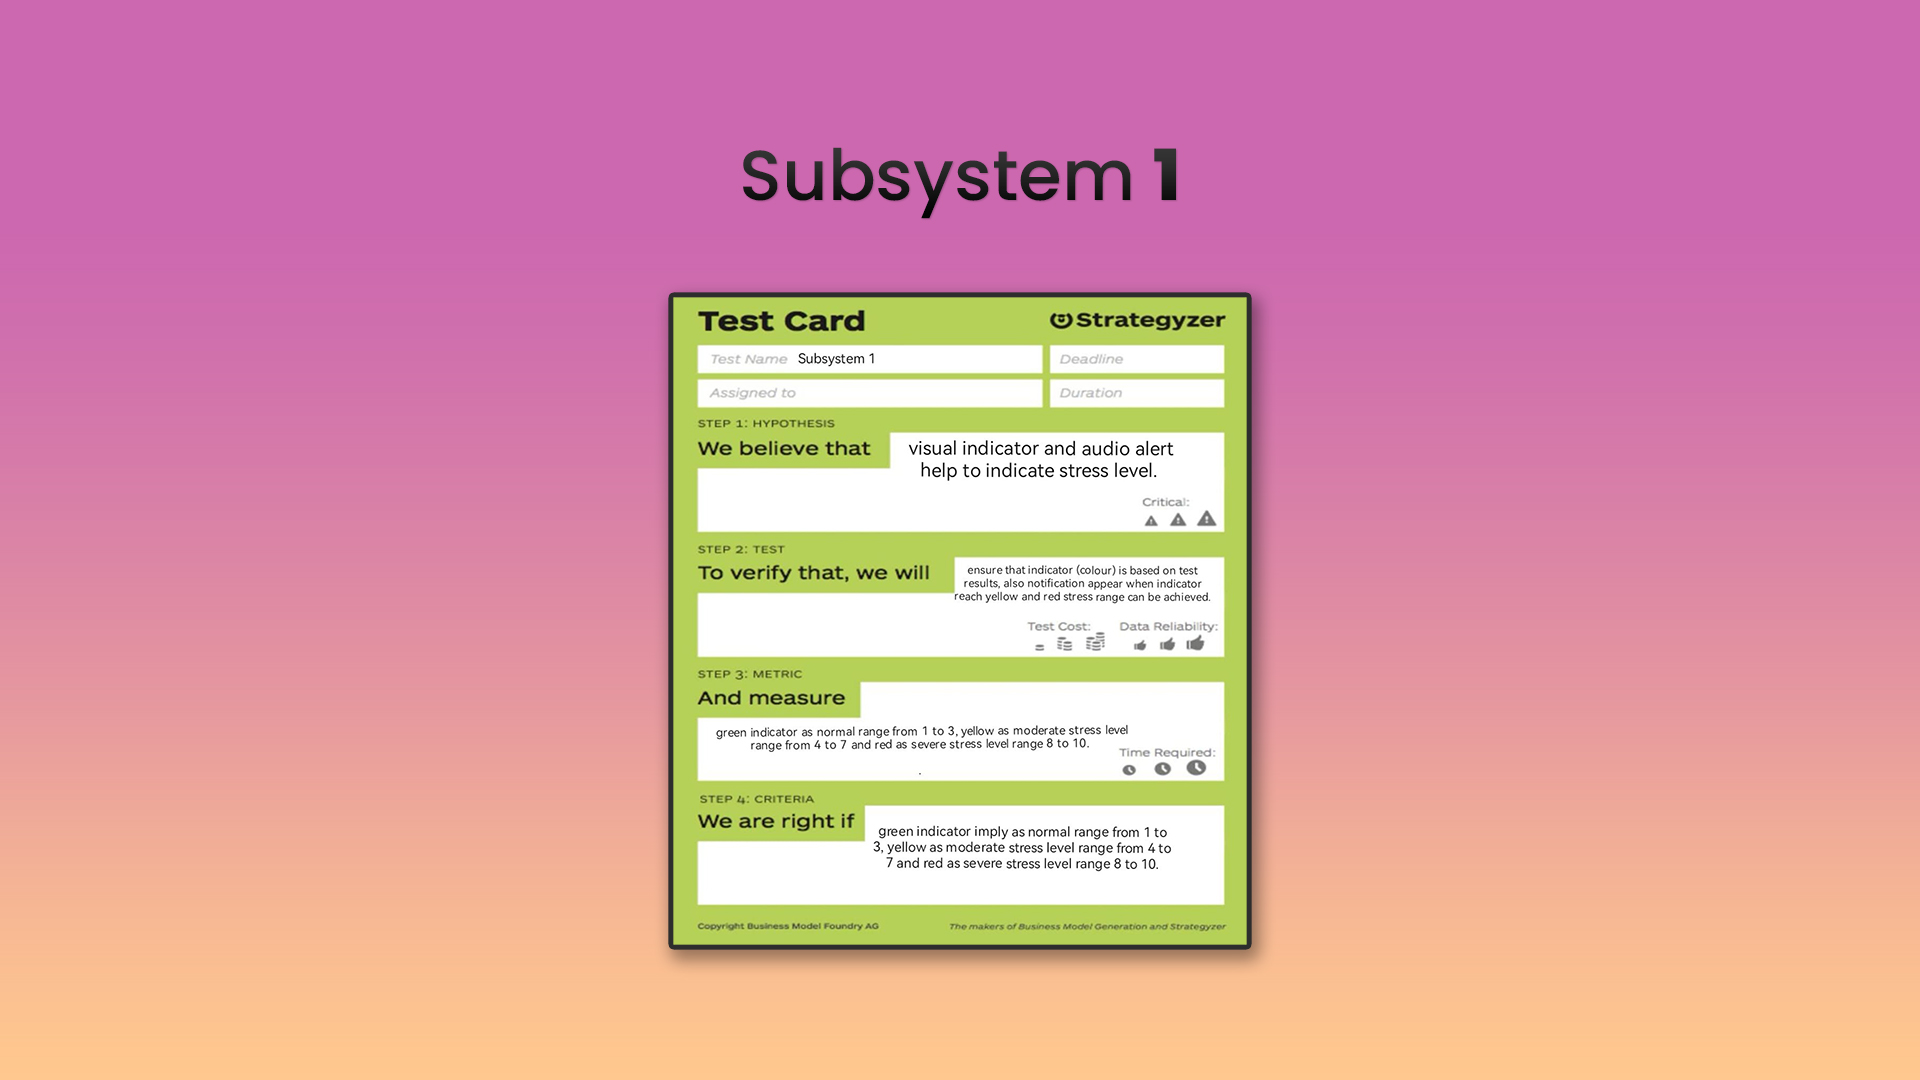 Subsystem 1
Test Card
Strategyzer
Test Name Subsystem 1
Deadline
Assigned to
Duration
STEP 1: HYPOTHESIS
We believe that
visual indicator and audio alert
help to indicate stress level.
Critical:
STEP 2: TEST
To verify that, we will
ensure that indicator (colour) is based on test
results, also notification appear when indicator
reach yellow and red stress range can be achieved.
Test Cost:
Data Reliability:
STEP 3: METRIC
And measure
green indicator as normal range from 1 to 3, yellow as moderate stress level
range from 4 to 7 and red as severe stress level range 8 to 10.
.
Time Required:
STEP 4: CRITERIA
We are right if
green indicator imply as normal range from 1 to
3, yellow as moderate stress level range from 4 to
7 and red as severe stress level range 8 to 10.
Copyright Business Model Foundry AG
The makers of Business Model Generation and Strategyzer